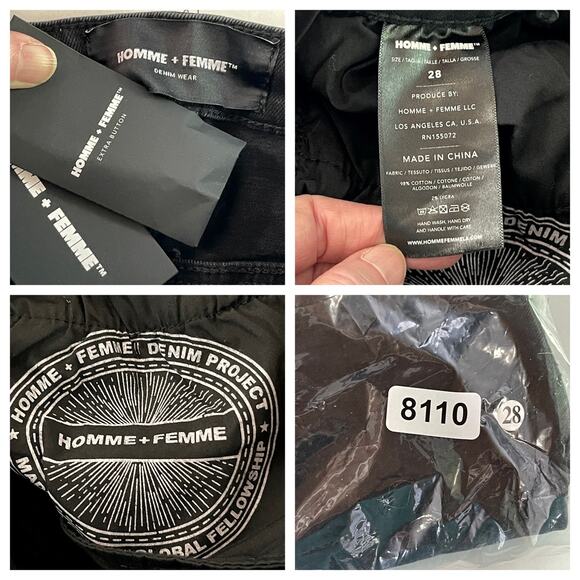 HOMME + FEMME™
DENIM WEAR
HOMME + FEMME™
EXTRA BUTTON
HOMME + FEMME™
HOMME + FEMME™
SIZE / TAGLIA / TAILLE / TALLA / GROSSE
28
PRODUCE BY:
HOMME + FEMME LLC
LOS ANGELES CA, U.S.A.
RN155072
MADE IN CHINA
FABRIC / TESSUTO / TISSUS / TEJIDO / GEWEBE
98% COTTON / COTONE / COTON /
ALGODON / BAUMWOLLE
2% LYCRA
HAND WASH, HANG DRY
AND HANDLE WITH CARE
WWW.HOMMEFEMMELA.COM
DENIM
HOMME + FEMME DENIM PROJECT
HOMME + FEMME
GLOBAL FELLOWSHIP
8110
28